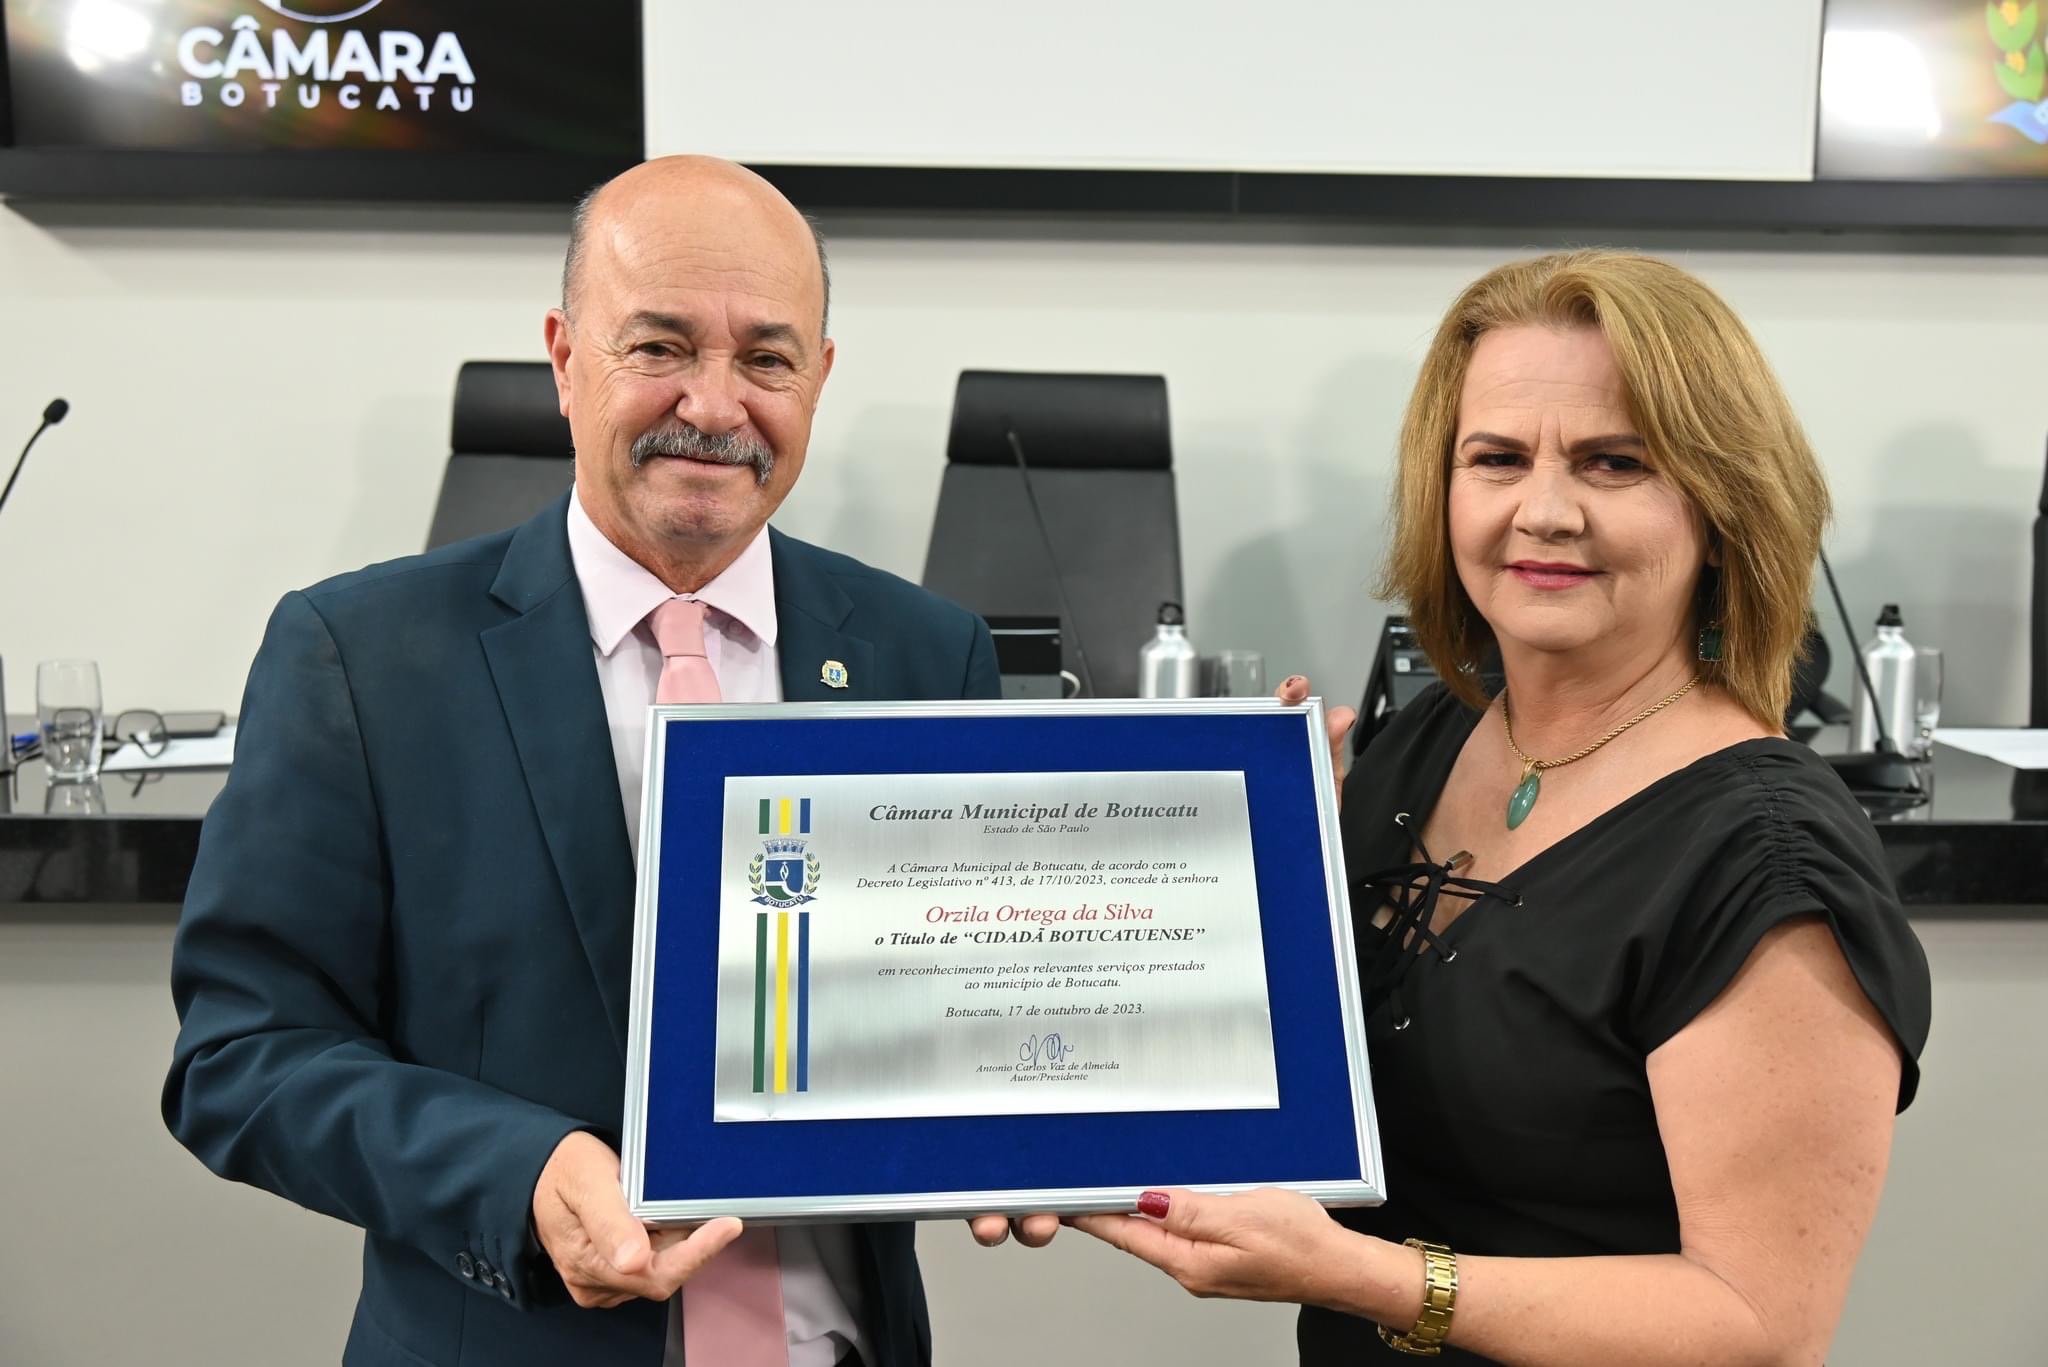 CÂMARA
BOTUCATU
Câmara Municipal de Botucatu
Estado de São Paulo
A Câmara Municipal de Botucatu, de acordo com o
Decreto Legislativo nº 413, de 17/10/2023, concede à senhora
Orzila Ortega da Silva
o Título de “CIDADÃ BOTUCATUENSE”
em reconhecimento pelos relevantes serviços prestados
ao município de Botucatu.
Botucatu, 17 de outubro de 2023.
Antonio Carlos Vaz de Almeida
Autor/Presidente
BOTUCATU